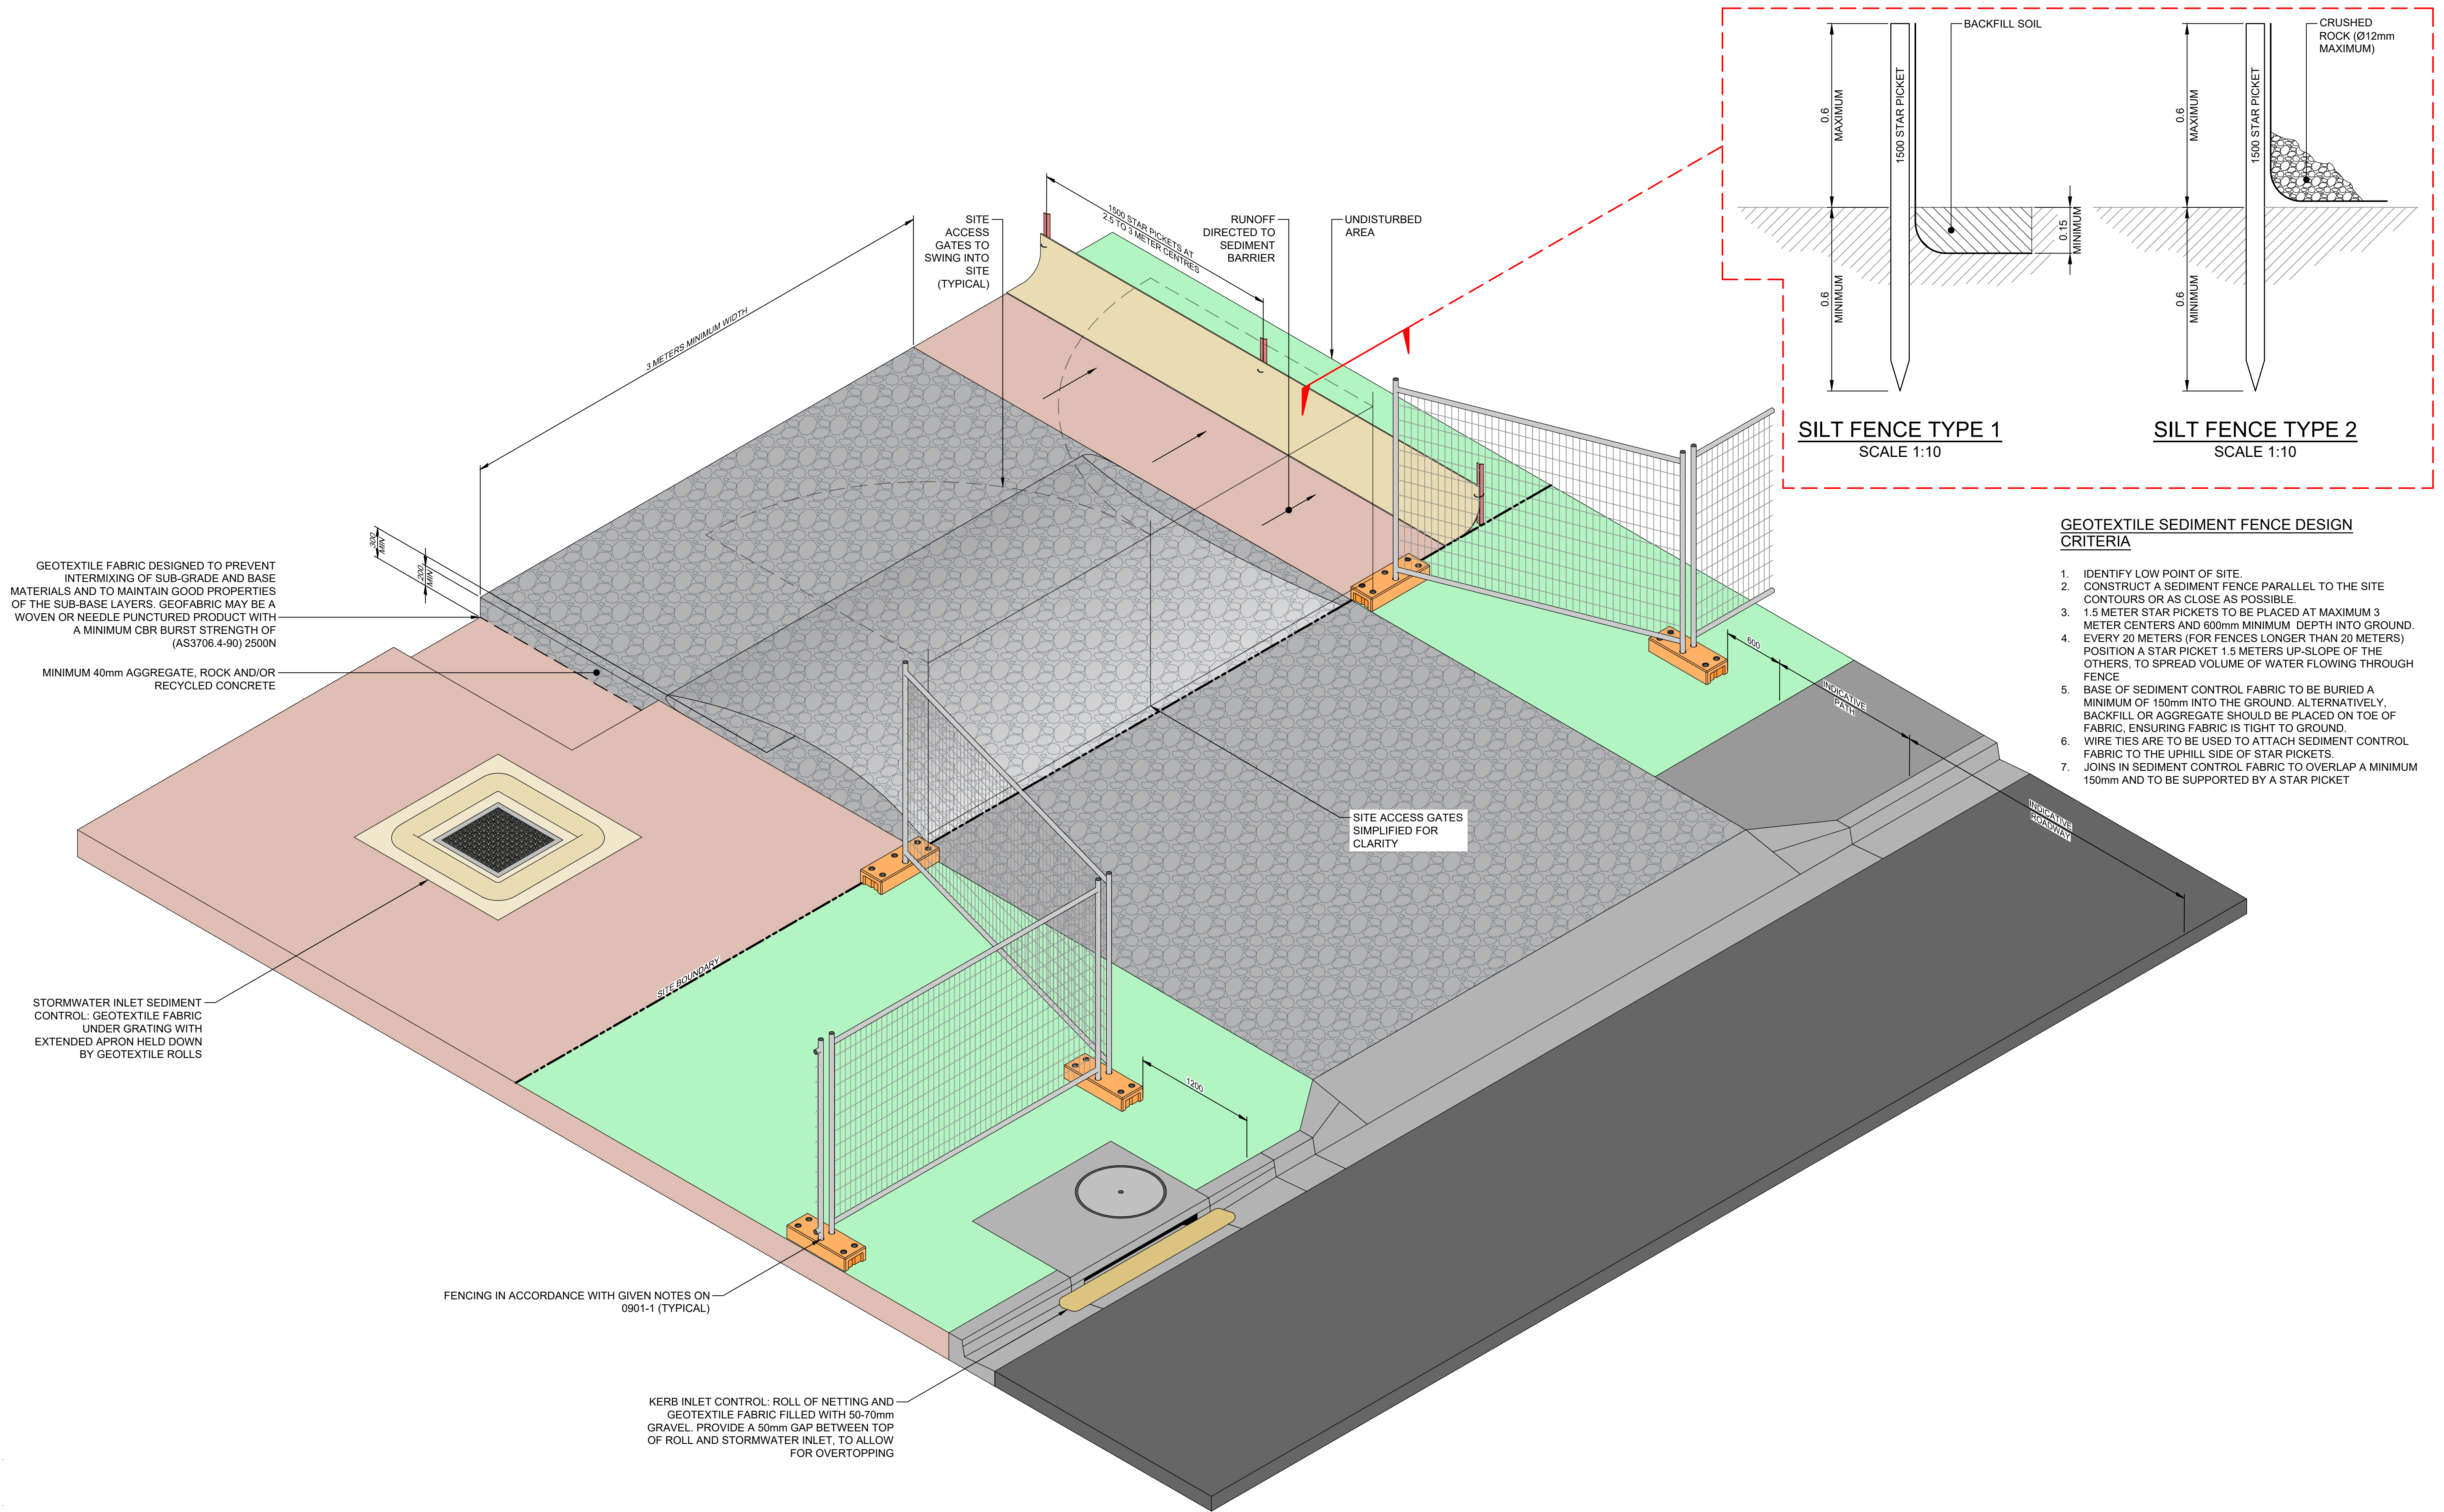 BACKFILL SOIL
CRUSHED
ROCK (Ø12mm
MAXIMUM)
0.6
MAXIMUM
1500 STAR PICKET
0.6
MINIMUM
0.15
MINIMUM
0.6
MAXIMUM
1500 STAR PICKET
0.6
MINIMUM
SILT FENCE TYPE 1
SCALE 1:10
SILT FENCE TYPE 2
SCALE 1:10
SITE
ACCESS
GATES TO
SWING INTO
SITE
(TYPICAL)
1500 STAR PICKETS AT
2.5 TO 3 METER CENTRES
RUNOFF
DIRECTED TO
SEDIMENT
BARRIER
UNDISTURBED
AREA
3 METERS MINIMUM WIDTH
300
MIN
200
MIN
GEOTEXTILE FABRIC DESIGNED TO PREVENT
INTERMIXING OF SUB-GRADE AND BASE
MATERIALS AND TO MAINTAIN GOOD PROPERTIES
OF THE SUB-BASE LAYERS. GEOFABRIC MAY BE A
WOVEN OR NEEDLE PUNCTURED PRODUCT WITH
A MINIMUM CBR BURST STRENGTH OF
(AS3706.4-90) 2500N
MINIMUM 40mm AGGREGATE, ROCK AND/OR
RECYCLED CONCRETE
GEOTEXTILE SEDIMENT FENCE DESIGN
CRITERIA
1. IDENTIFY LOW POINT OF SITE.
2. CONSTRUCT A SEDIMENT FENCE PARALLEL TO THE SITE
CONTOURS OR AS CLOSE AS POSSIBLE.
3. 1.5 METER STAR PICKETS TO BE PLACED AT MAXIMUM 3
METER CENTERS AND 600mm MINIMUM DEPTH INTO GROUND.
4. EVERY 20 METERS (FOR FENCES LONGER THAN 20 METERS)
POSITION A STAR PICKET 1.5 METERS UP-SLOPE OF THE
OTHERS, TO SPREAD VOLUME OF WATER FLOWING THROUGH
FENCE
5. BASE OF SEDIMENT CONTROL FABRIC TO BE BURIED A
MINIMUM OF 150mm INTO THE GROUND. ALTERNATIVELY,
BACKFILL OR AGGREGATE SHOULD BE PLACED ON TOE OF
FABRIC, ENSURING FABRIC IS TIGHT TO GROUND.
6. WIRE TIES ARE TO BE USED TO ATTACH SEDIMENT CONTROL
FABRIC TO THE UPHILL SIDE OF STAR PICKETS.
7. JOINS IN SEDIMENT CONTROL FABRIC TO OVERLAP A MINIMUM
150mm AND TO BE SUPPORTED BY A STAR PICKET
600
INDICATIVE
PATH
INDICATIVE
ROADWAY
SITE ACCESS GATES
SIMPLIFIED FOR
CLARITY
SITE BOUNDARY
STORMWATER INLET SEDIMENT
CONTROL: GEOTEXTILE FABRIC
UNDER GRATING WITH
EXTENDED APRON HELD DOWN
BY GEOTEXTILE ROLLS
1200
FENCING IN ACCORDANCE WITH GIVEN NOTES ON
0901-1 (TYPICAL)
KERB INLET CONTROL: ROLL OF NETTING AND
GEOTEXTILE FABRIC FILLED WITH 50-70mm
GRAVEL. PROVIDE A 50mm GAP BETWEEN TOP
OF ROLL AND STORMWATER INLET, TO ALLOW
FOR OVERTOPPING